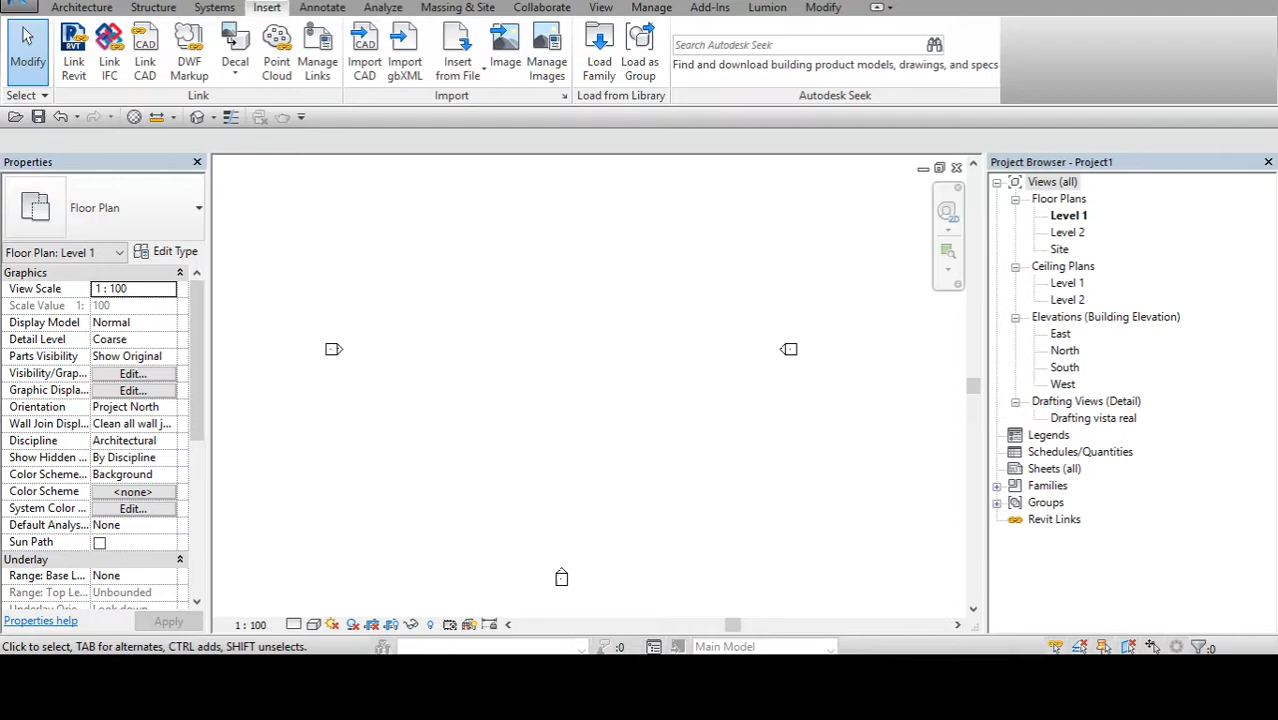 Architecture Structure Systems Insert Annotate Analyze Massing & Site Collaborate View Manage Add-Ins Lumion Modify
Modify
Link Revit
Link IFC
Link CAD
DWF Markup
Decal
Point Cloud
Manage Links
Import CAD
Import gbXML
Insert from File
Image
Manage Images
Load Family
Load as Group
Search Autodesk Seek
Find and download building product models, drawings, and specs
Select
Link
Import
Load from Library
Autodesk Seek
Properties
Floor Plan
Floor Plan: Level 1
Edit Type
Graphics
View Scale 1 : 100
Scale Value 1: 100
Display Model Normal
Detail Level Coarse
Parts Visibility Show Original
Visibility/Grap... Edit...
Graphic Displa... Edit...
Orientation Project North
Wall Join Displ... Clean all wall j...
Discipline Architectural
Show Hidden ... By Discipline
Color Scheme... Background
Color Scheme <none>
System Color ... Edit...
Default Analys... None
Sun Path
Underlay
Range: Base L... None
Range: Top Le... Unbounded
Properties help
Apply
2D
1 : 100
Project Browser - Project1
Views (all)
Floor Plans
Level 1
Level 2
Site
Ceiling Plans
Level 1
Level 2
Elevations (Building Elevation)
East
North
South
West
Drafting Views (Detail)
Drafting vista real
Legends
Schedules/Quantities
Sheets (all)
Families
Groups
Revit Links
Click to select, TAB for alternates, CTRL adds, SHIFT unselects.
:0
Main Model
:0